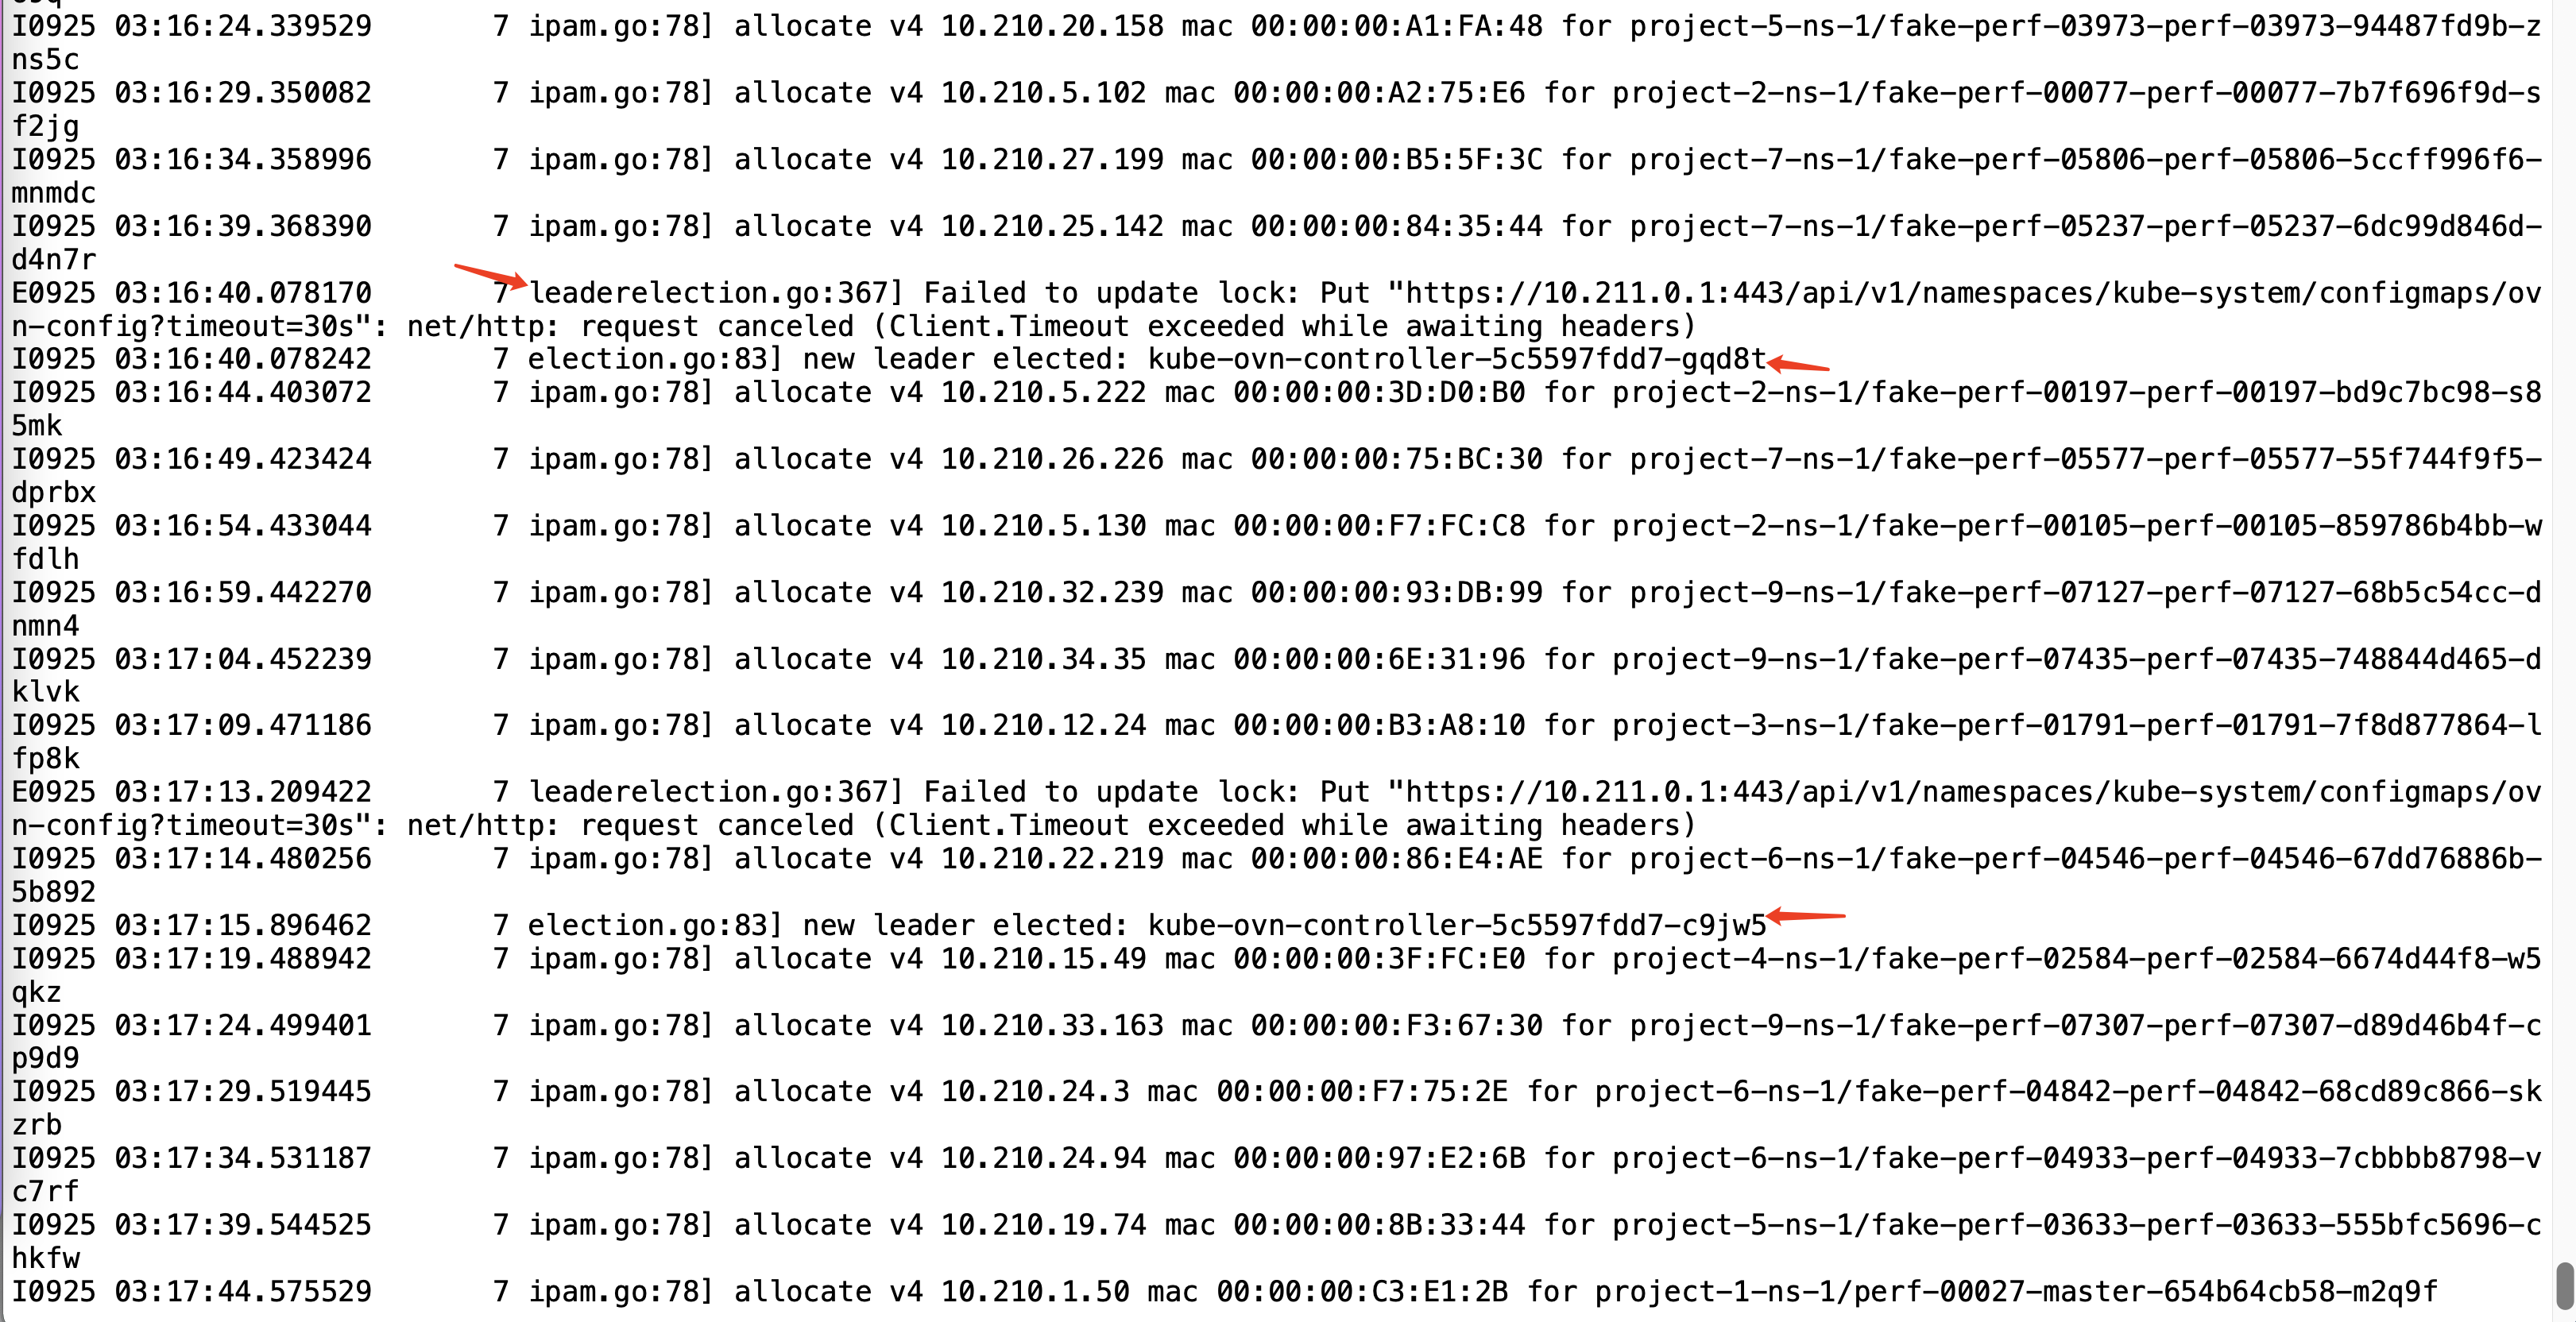 I0925 03:16:24.339529       7 ipam.go:78] allocate v4 10.210.20.158 mac 00:00:00:A1:FA:48 for project-5-ns-1/fake-perf-03973-perf-03973-94487fd9b-z
ns5c
I0925 03:16:29.350082       7 ipam.go:78] allocate v4 10.210.5.102 mac 00:00:00:A2:75:E6 for project-2-ns-1/fake-perf-00077-perf-00077-7b7f696f9d-s
f2jg
I0925 03:16:34.358996       7 ipam.go:78] allocate v4 10.210.27.199 mac 00:00:00:B5:5F:3C for project-7-ns-1/fake-perf-05806-perf-05806-5ccff996f6-
mnmdc
I0925 03:16:39.368390       7 ipam.go:78] allocate v4 10.210.25.142 mac 00:00:00:84:35:44 for project-7-ns-1/fake-perf-05237-perf-05237-6dc99d846d-
d4n7r
E0925 03:16:40.078170       7 leaderelection.go:367] Failed to update lock: Put "https://10.211.0.1:443/api/v1/namespaces/kube-system/configmaps/ov
n-config?timeout=30s": net/http: request canceled (Client.Timeout exceeded while awaiting headers)
I0925 03:16:40.078242       7 election.go:83] new leader elected: kube-ovn-controller-5c5597fdd7-gqd8t
I0925 03:16:44.403072       7 ipam.go:78] allocate v4 10.210.5.222 mac 00:00:00:3D:D0:B0 for project-2-ns-1/fake-perf-00197-perf-00197-bd9c7bc98-s8
5mk
I0925 03:16:49.423424       7 ipam.go:78] allocate v4 10.210.26.226 mac 00:00:00:75:BC:30 for project-7-ns-1/fake-perf-05577-perf-05577-55f744f9f5-
dprbx
I0925 03:16:54.433044       7 ipam.go:78] allocate v4 10.210.5.130 mac 00:00:00:F7:FC:C8 for project-2-ns-1/fake-perf-00105-perf-00105-859786b4bb-w
fdlh
I0925 03:16:59.442270       7 ipam.go:78] allocate v4 10.210.32.239 mac 00:00:00:93:DB:99 for project-9-ns-1/fake-perf-07127-perf-07127-68b5c54cc-d
nmn4
I0925 03:17:04.452239       7 ipam.go:78] allocate v4 10.210.34.35 mac 00:00:00:6E:31:96 for project-9-ns-1/fake-perf-07435-perf-07435-748844d465-d
klvk
I0925 03:17:09.471186       7 ipam.go:78] allocate v4 10.210.12.24 mac 00:00:00:B3:A8:10 for project-3-ns-1/fake-perf-01791-perf-01791-7f8d877864-l
fp8k
E0925 03:17:13.209422       7 leaderelection.go:367] Failed to update lock: Put "https://10.211.0.1:443/api/v1/namespaces/kube-system/configmaps/ov
n-config?timeout=30s": net/http: request canceled (Client.Timeout exceeded while awaiting headers)
I0925 03:17:14.480256       7 ipam.go:78] allocate v4 10.210.22.219 mac 00:00:00:86:E4:AE for project-6-ns-1/fake-perf-04546-perf-04546-67dd76886b-
5b892
I0925 03:17:15.896462       7 election.go:83] new leader elected: kube-ovn-controller-5c5597fdd7-c9jw5
I0925 03:17:19.488942       7 ipam.go:78] allocate v4 10.210.15.49 mac 00:00:00:3F:FC:E0 for project-4-ns-1/fake-perf-02584-perf-02584-6674d44f8-w5
qkz
I0925 03:17:24.499401       7 ipam.go:78] allocate v4 10.210.33.163 mac 00:00:00:F3:67:30 for project-9-ns-1/fake-perf-07307-perf-07307-d89d46b4f-c
p9d9
I0925 03:17:29.519445       7 ipam.go:78] allocate v4 10.210.24.3 mac 00:00:00:F7:75:2E for project-6-ns-1/fake-perf-04842-perf-04842-68cd89c866-sk
zrb
I0925 03:17:34.531187       7 ipam.go:78] allocate v4 10.210.24.94 mac 00:00:00:97:E2:6B for project-6-ns-1/fake-perf-04933-perf-04933-7cbbbb8798-v
c7rf
I0925 03:17:39.544525       7 ipam.go:78] allocate v4 10.210.19.74 mac 00:00:00:8B:33:44 for project-5-ns-1/fake-perf-03633-perf-03633-555bfc5696-c
hkfw
I0925 03:17:44.575529       7 ipam.go:78] allocate v4 10.210.1.50 mac 00:00:00:C3:E1:2B for project-1-ns-1/perf-00027-master-654b64cb58-m2q9f